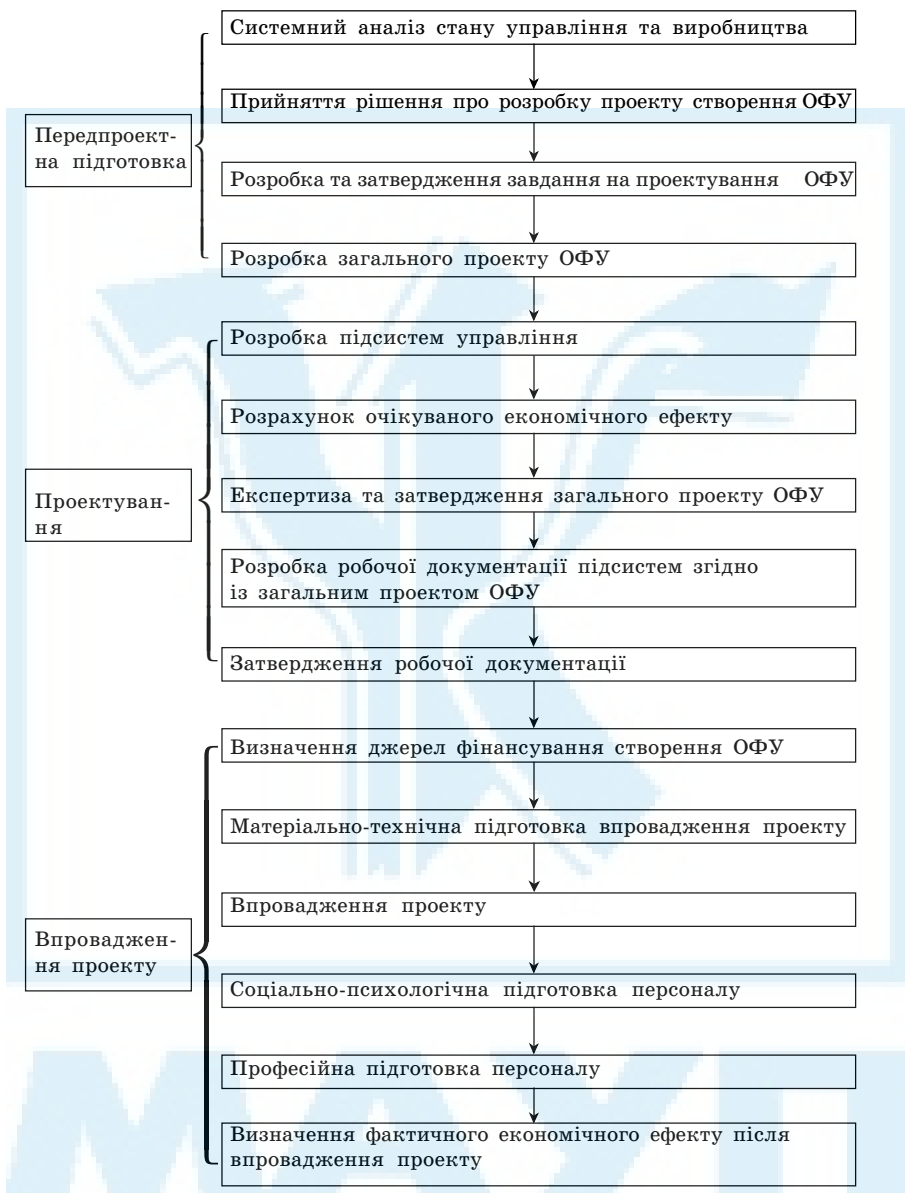 Системний аналіз стану управління та виробництва
Прийняття рішення про розробку проекту створення ОФУ
Передпроект-
на підготовка
Розробка та затвердження завдання на проектування ОФУ
Розробка загального проекту ОФУ
Розробка підсистем управління
Розрахунок очікуваного економічного ефекту
Проектуван-
ня
Експертиза та затвердження загального проекту ОФУ
Розробка робочої документації підсистем згідно
із загальним проектом ОФУ
Затвердження робочої документації
Визначення джерел фінансування створення ОФУ
Матеріально-технічна підготовка впровадження проекту
Впровадження проекту
Впроваджен-
ня проекту
Соціально-психологічна підготовка персоналу
Професійна підготовка персоналу
Визначення фактичного економічного ефекту після
впровадження проекту
МАУП